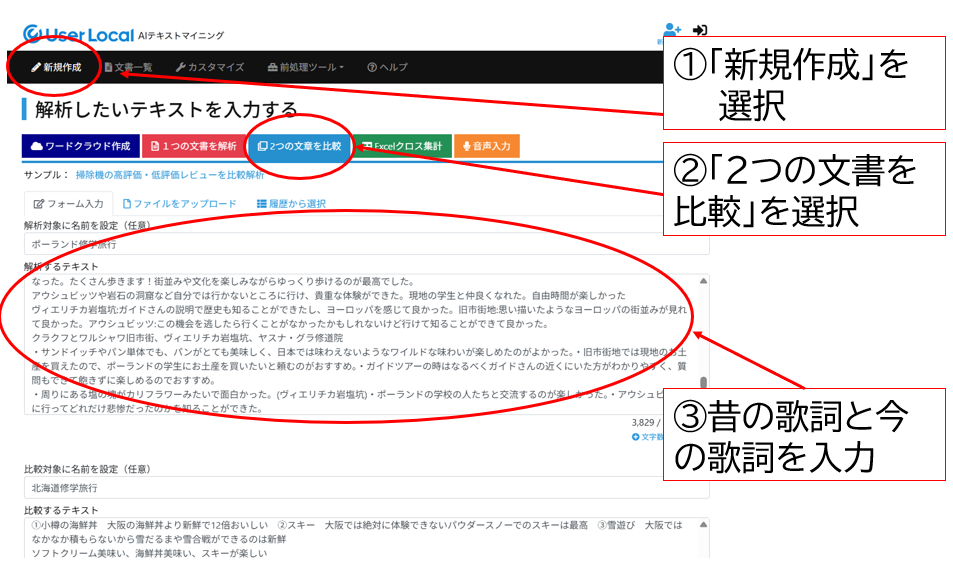 User Local AIテキストマイニング
新規作成 文書一覧 カスタマイズ 前処理ツール ヘルプ
①「新規作成」を
選択
解析したいテキストを入力する
ワードクラウド作成 1つの文書を解析 2つの文章を比較 Excelクロス集計 音声入力
②「2つの文書を
比較」を選択
サンプル： 掃除機の高評価・低評価レビューを比較解析
フォーム入力 ファイルをアップロード 履歴から選択
解析対象に名前を設定（任意）
ポーランド修学旅行
解析するテキスト
なった。たくさん歩きます！街並みや文化を楽しみながらゆっくり歩けるのが最高でした。
アウシュビッツや岩石の洞窟など自分では行かないところに行け、貴重な体験ができた。現地の学生と仲良くなれた。自由時間が楽しかった
ヴィエリチカ岩塩坑:ガイドさんの説明で歴史も知ることができたし、ヨーロッパを感じて良かった。旧市街地:思い描いたようなヨーロッパの街並みが見れ
て良かった。アウシュビッツ:この機会を逃したら行くことがなかったかもしれないけど行けて知ることができて良かった。
クラクフとワルシャワ旧市街、ヴィエリチカ岩塩坑、ヤスナ・グラ修道院
・サンドイッチやパン単体でも、パンがとても美味しく、日本では味わえないようなワイルドな味わいが楽しめたのがよかった。・旧市街地では現地のお土
産を買えたので、ポーランドの学生にお土産を買いたいと頼むのがおすすめ。・ガイドツアーの時はなるべくガイドさんの近くにいた方がわかりやすく、質
問もできて飽きずに楽しめるのでおすすめ。
・周りにある塩の塊がカリフラワーみたいで面白かった。(ヴィエリチカ岩塩坑)・ポーランドの学校の人たちと交流するのが楽しかった。・アウシュビ
に行ってどれだけ悲惨だったのかを知ることができた。
3,829 /
文字数
③昔の歌詞と今
の歌詞を入力
比較対象に名前を設定（任意）
北海道修学旅行
比較するテキスト
①小樽の海鮮丼 大阪の海鮮丼より新鮮で12倍おいしい ②スキー 大阪では絶対に体験できないパウダースノーでのスキーは最高 ③雪遊び 大阪では
なかなか積もらないから雪だるまや雪合戦ができるのは新鮮
ソフトクリーム美味い、海鮮丼美味い、スキーが楽しい